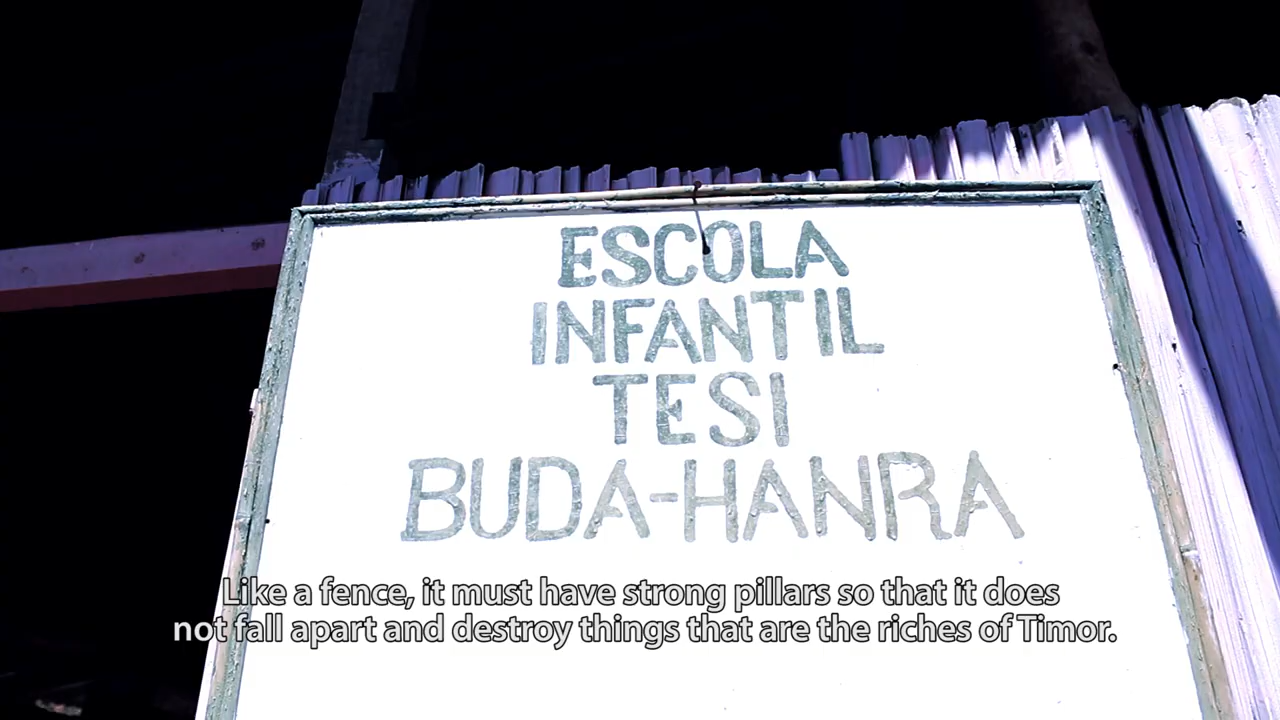 ESCOLA
INFANTIL
TESI
BUDA-HANRA
Like a fence, it must have strong pillars so that it does
not fall apart and destroy things that are the riches of Timor.